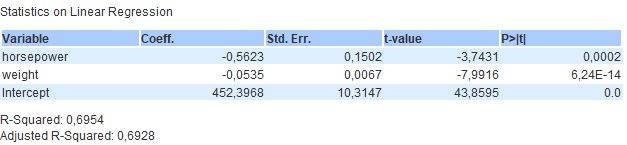 Statistics on Linear Regression
Variable Coeff. Std. Err. t-value P>|t|
horsepower -0,5623 0,1502 -3,7431 0,0002
weight -0,0535 0,0067 -7,9916 6,24E-14
Intercept 452,3968 10,3147 43,8595 0.0
R-Squared: 0,6954
Adjusted R-Squared: 0,6928